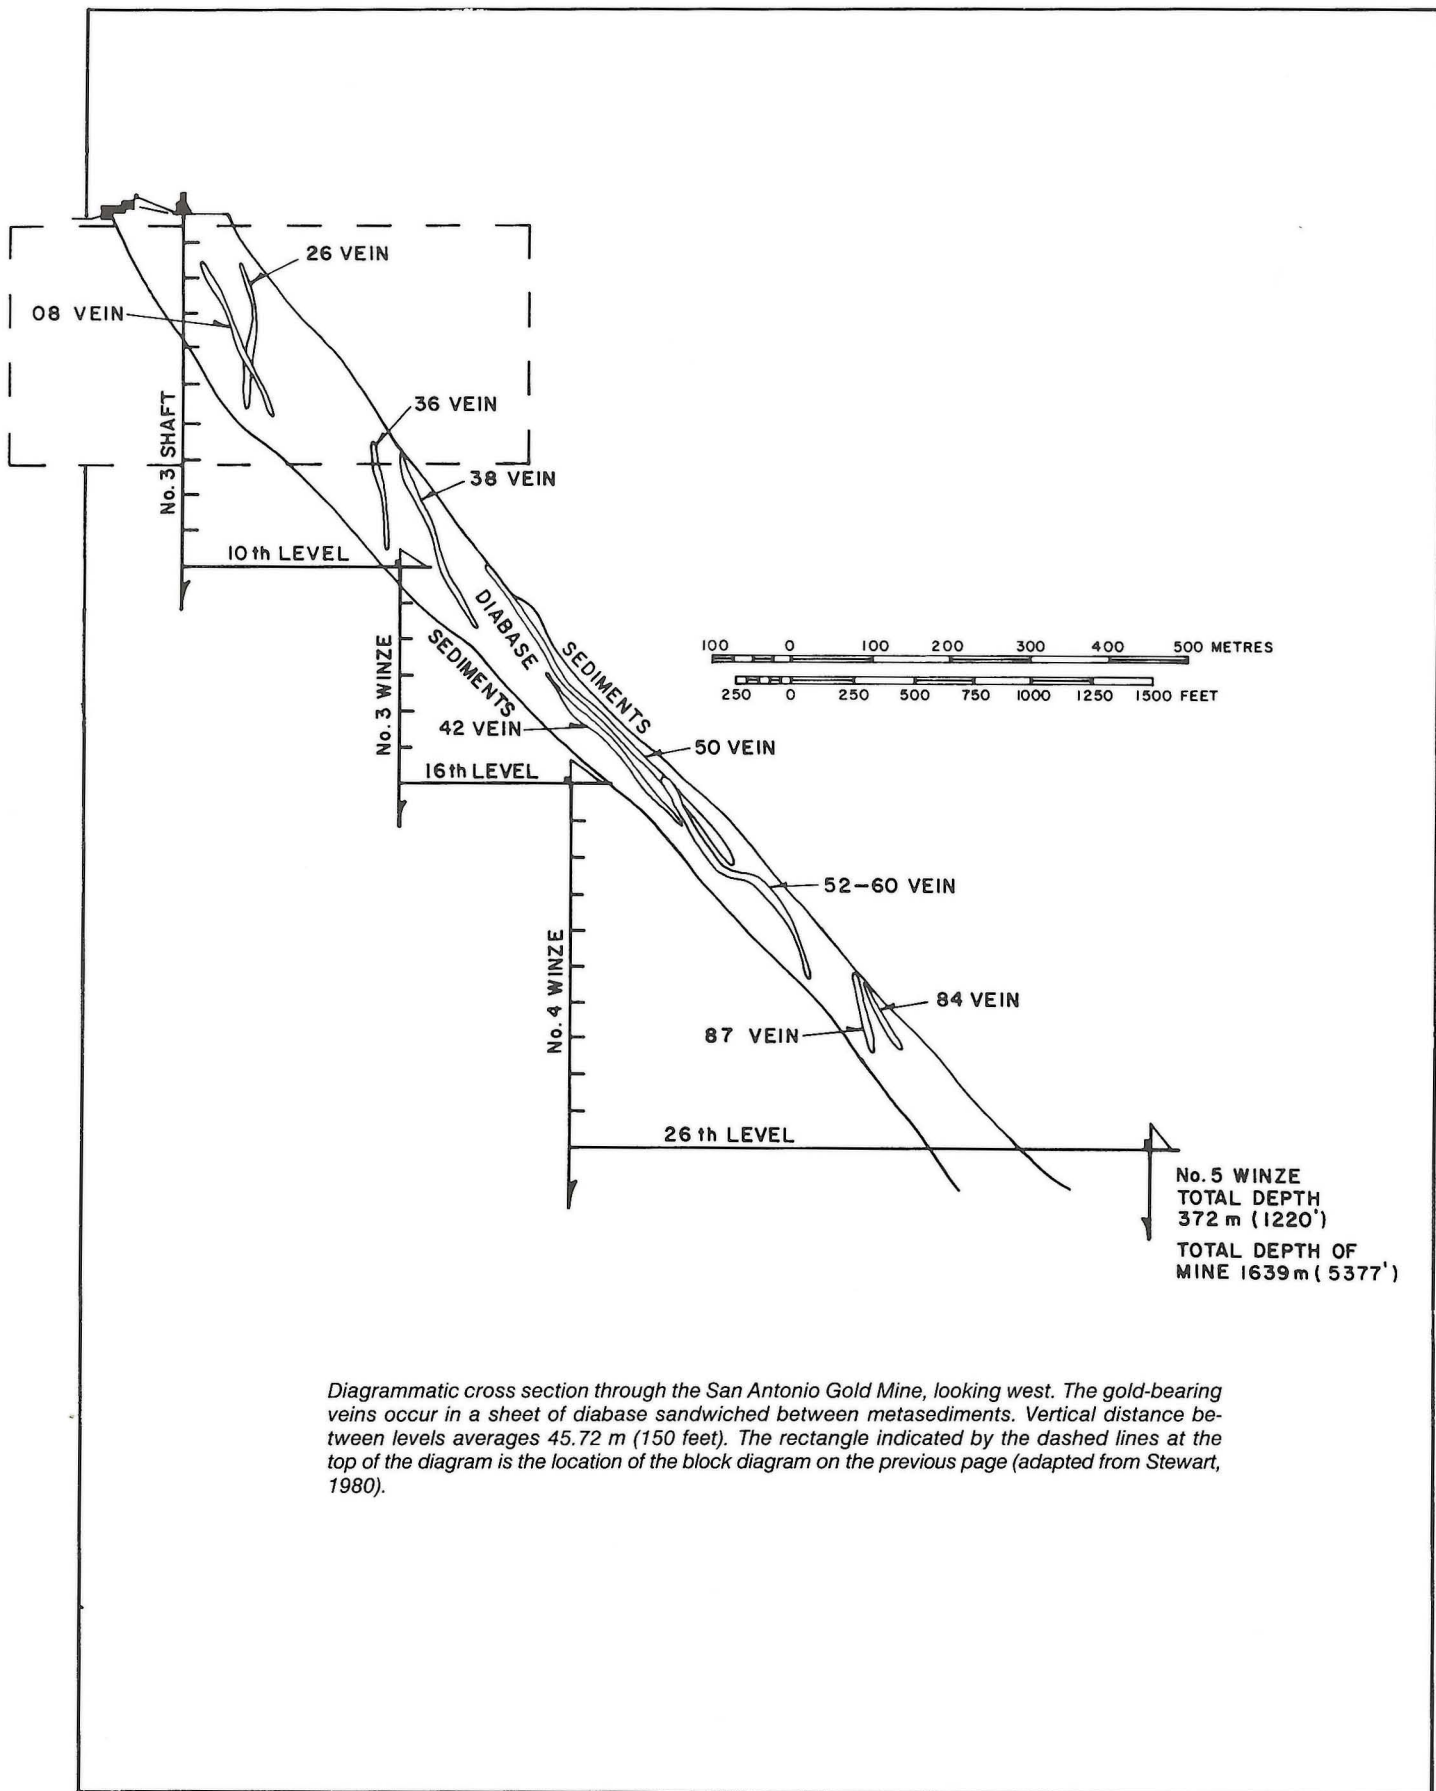 26 VEIN
08 VEIN
36 VEIN
No. 3 SHAFT
38 VEIN
10th LEVEL
DIABASE
SEDIMENTS
SEDIMENTS
No. 3 WINZE
100 0 100 200 300 400 500 METRES
250 0 250 500 750 1000 1250 1500 FEET
42 VEIN
50 VEIN
16th LEVEL
52-60 VEIN
No. 4 WINZE
84 VEIN
87 VEIN
26th LEVEL
No. 5 WINZE
TOTAL DEPTH
372 m (1220')
TOTAL DEPTH OF
MINE 1639m (5377')
Diagrammatic cross section through the San Antonio Gold Mine, looking west. The gold-bearing
veins occur in a sheet of diabase sandwiched between metasediments. Vertical distance be-
tween levels averages 45.72 m (150 feet). The rectangle indicated by the dashed lines at the
top of the diagram is the location of the block diagram on the previous page (adapted from Stewart,
1980).